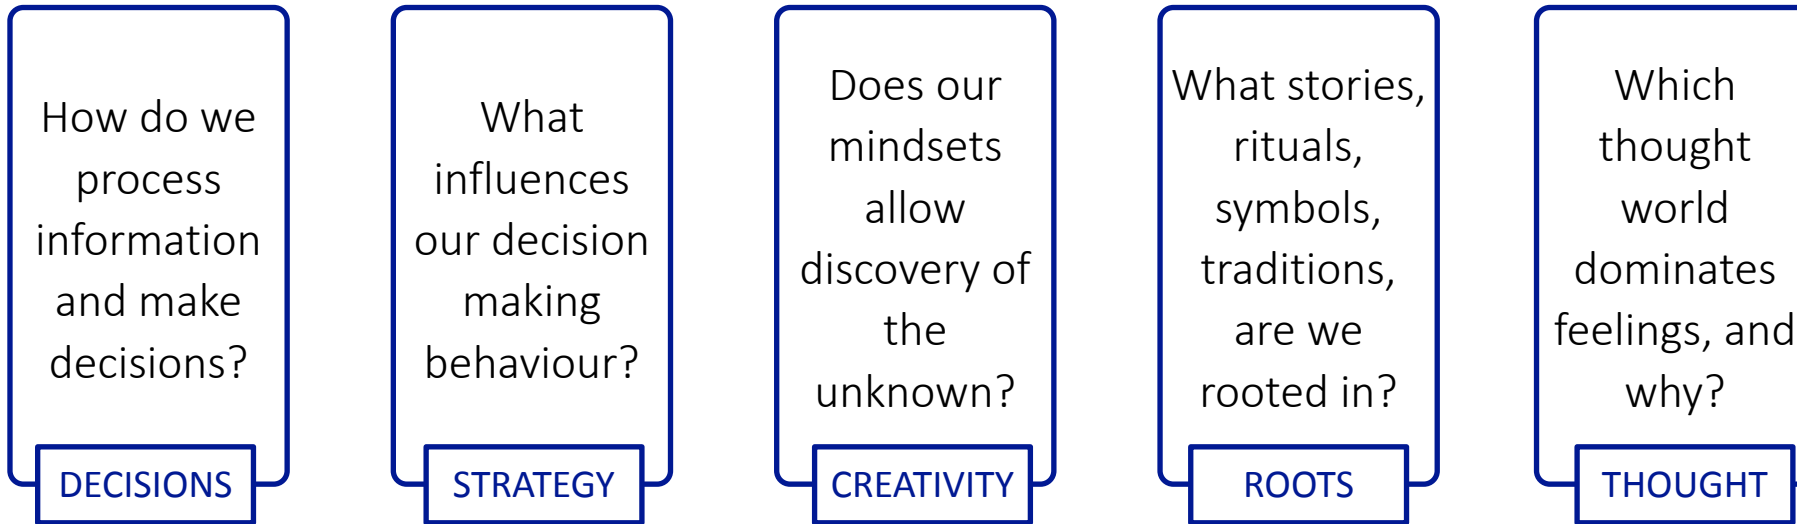 How do we
process
information
and make
decisions?
DECISIONS
What
influences
our decision
making
behaviour?
STRATEGY
Does our
mindsets
allow
discovery of
the
unknown?
CREATIVITY
What stories,
rituals,
symbols,
traditions,
are we
rooted in?
ROOTS
Which
thought
world
dominates
feelings, and
why?
THOUGHT